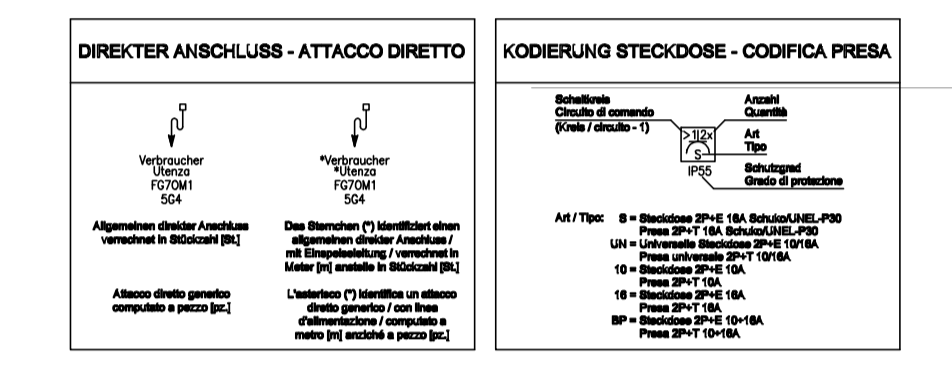 DIREKTER ANSCHLUSS - ATTACCO DIRETTO
Verbraucher
Utenza
FG7OM1
5G4
Allgemeinen direkter Anschluss
verrechnet in Stückzahl [St.]
Attacco diretto generico
computato a pezzo [pz.]
*Verbraucher
*Utenza
FG7OM1
5G4
Das Sternchen (*) identifiziert einen
allgemeinen direkter Anschluss /
mit Einspeiseleitung / verrechnet in
Meter [m] anstelle in Stückzahl [St.]
L'asterisco (*) identifica un attacco
diretto generico / con linea
d'alimentazione / computato a
metro [m] anziché a pezzo [pz.]
KODIERUNG STECKDOSE - CODIFICA PRESA
Schaltkreis
Circuito di comando
(Kreis / circuito - 1)
Anzahl
Quantità
>1|2x
S
IP55
Art
Tipo
Schutzgrad
Grado di protezione
Art / Tipo: S = Steckdose 2P+E 16A Schuko/UNEL-P30
Presa 2P+T 16A Schuko/UNEL-P30
UN = Universelle Steckdose 2P+E 10/16A
Presa universale 2P+T 10/16A
10 = Steckdose 2P+E 10A
Presa 2P+T 10A
16 = Steckdose 2P+E 16A
Presa 2P+T 16A
BP = Steckdose 2P+E 10÷16A
Presa 2P+T 10÷16A